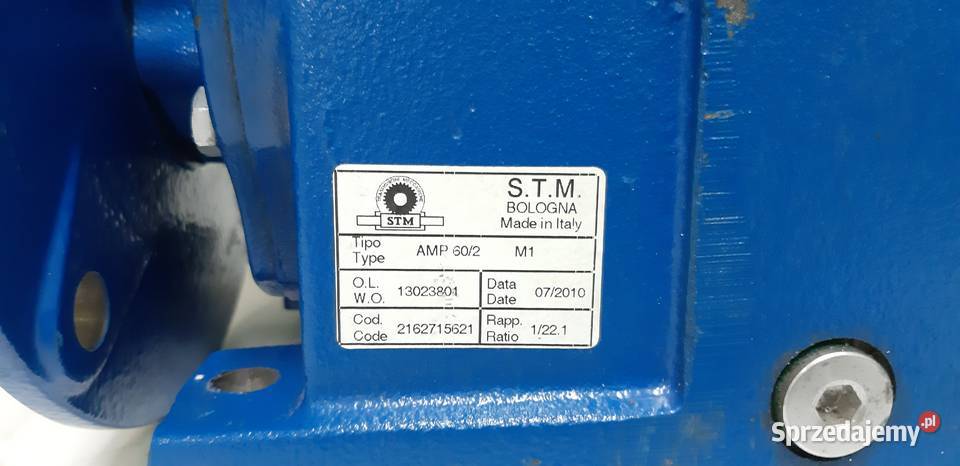 STM
S.T.M.
BOLOGNA
Made in Italy
Tipo
Type
AMP 60/2 M1
O.L.
W.O.
13023801
Data
Date
07/2010
Cod.
Code
2162715621
Rapp.
Ratio
1/22.1
Sprzedajemy.pl